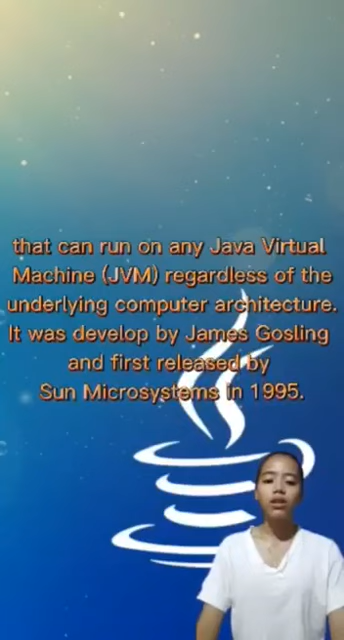 that can run on any Java Virtual
Machine (JVM) regardless of the
underlying computer architecture.
It was develop by James Gosling
and first released by
Sun Microsystems in 1995.